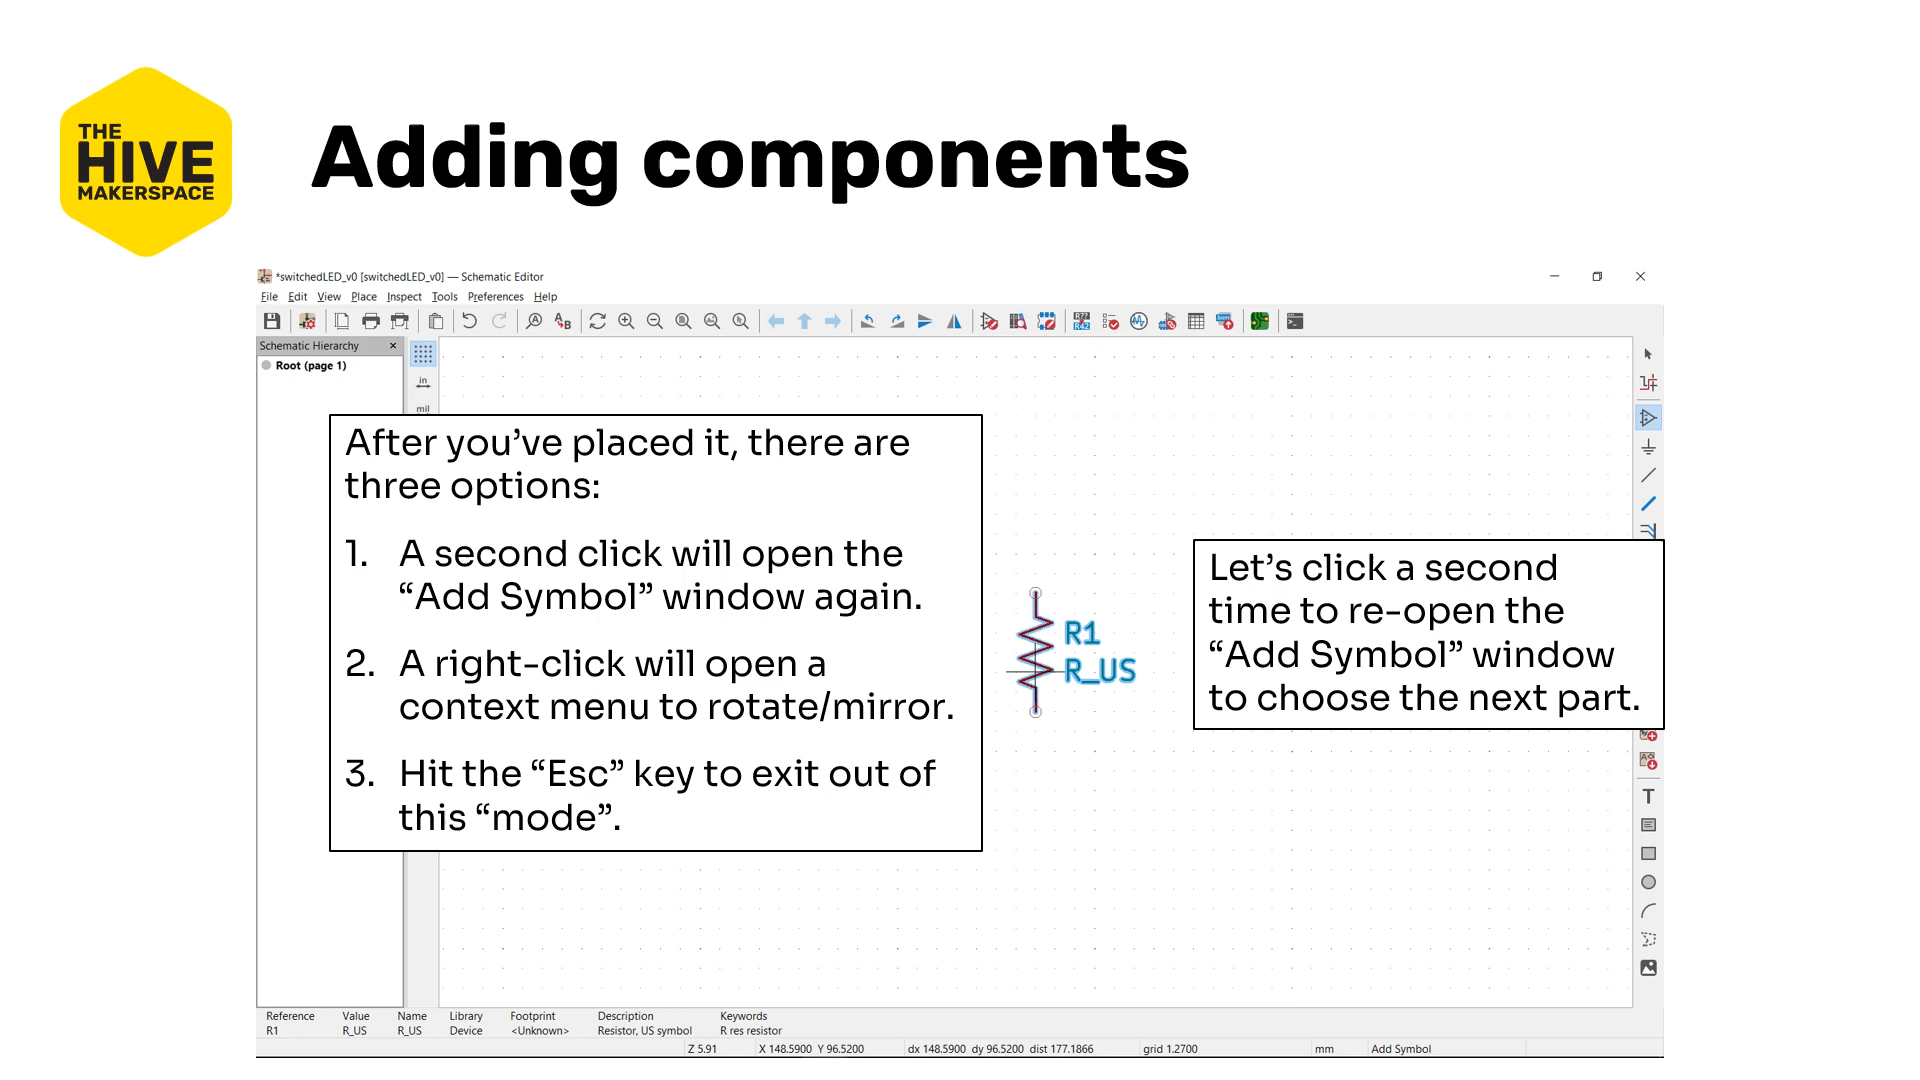 THE
HIVE
MAKERSPACE
Adding components
*switchedLED_v0 [switchedLED_v0] — Schematic Editor
File Edit View Place Inspect Tools Preferences Help
Schematic Hierarchy
Root (page 1)
in
mil
After you’ve placed it, there are
three options:
1. A second click will open the
“Add Symbol” window again.
2. A right-click will open a
context menu to rotate/mirror.
3. Hit the “Esc” key to exit out of
this “mode”.
R1
R_US
Let’s click a second
time to re-open the
“Add Symbol” window
to choose the next part.
Reference Value Name Library Footprint Description Keywords
R1 R_US R_US Device <Unknown> Resistor, US symbol R res resistor
Z 5.91 X 148.5900 Y 96.5200 dx 148.5900 dy 96.5200 dist 177.1866 grid 1.2700 mm Add Symbol